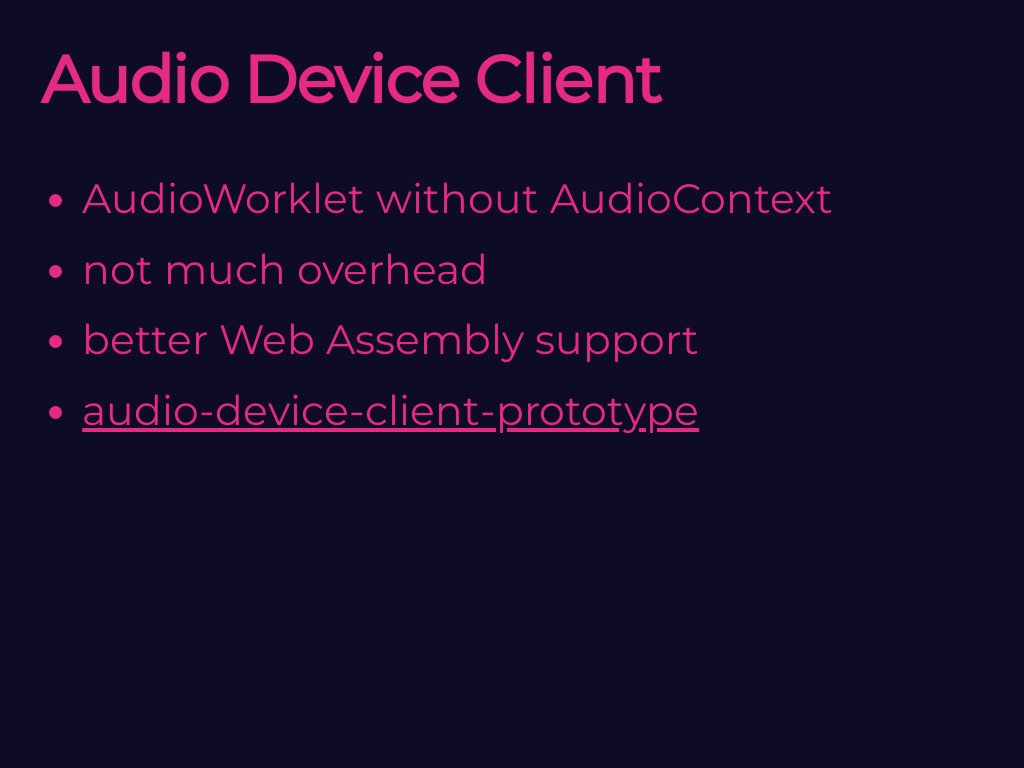 Audio Device Client
AudioWorklet without AudioContext
not much overhead
better Web Assembly support
audio-device-client-prototype